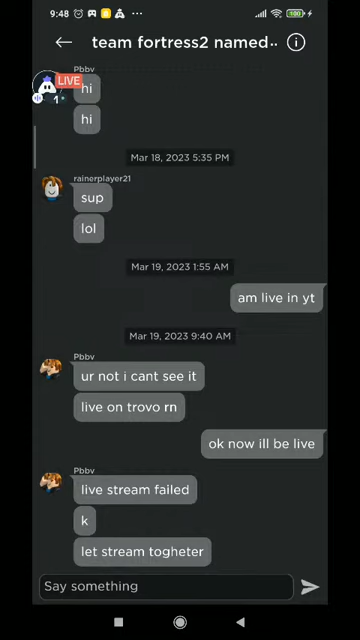 9:48
100
team fortress2 named..
Pbbv
LIVE
hi
1
hi
Mar 18, 2023 5:35 PM
rainerplayer21
sup
lol
Mar 19, 2023 1:55 AM
am live in yt
Mar 19, 2023 9:40 AM
Pbbv
ur not i cant see it
live on trovo rn
ok now ill be live
Pbbv
live stream failed
k
let stream togheter
Say something